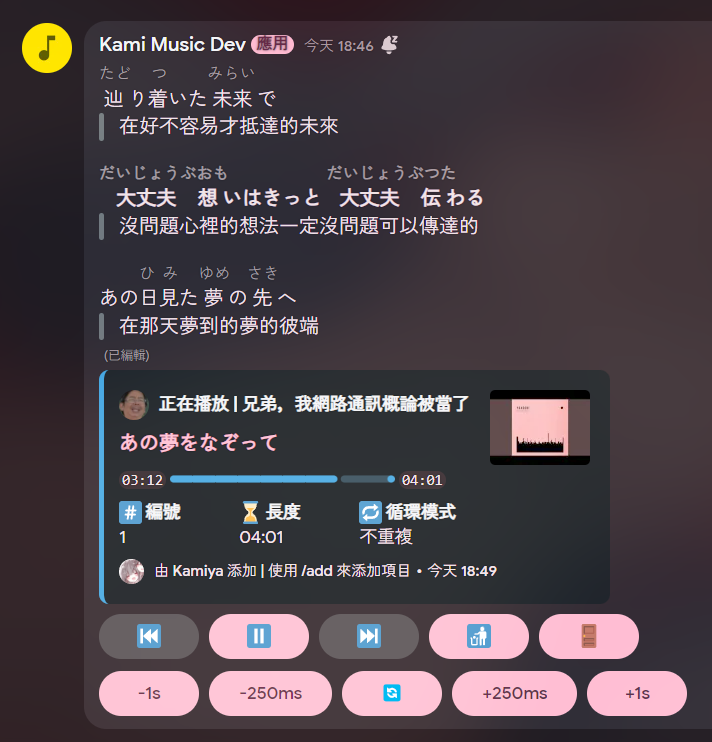 Kami Music Dev 應用 今天 18:46
たど つ みらい
辿り着いた 未来 で
在好不容易才抵達的未來
だいじょうぶおも だいじょうぶつた
大丈夫 想いはきっと 大丈夫 伝わる
沒問題心裡的想法一定沒問題可以傳達的
ひ み ゆめ さき
あの日見た 夢 の 先 へ
在那天夢到的夢的彼端
(已編輯)
正在播放 | 兄弟，我網路通訊概論被當了
あの夢をなぞって
03:12 04:01
# 編號 長度 循環模式
1 04:01 不重複
由 Kamiya 添加 | 使用 /add 來添加項目 • 今天 18:49
-1s -250ms +250ms +1s